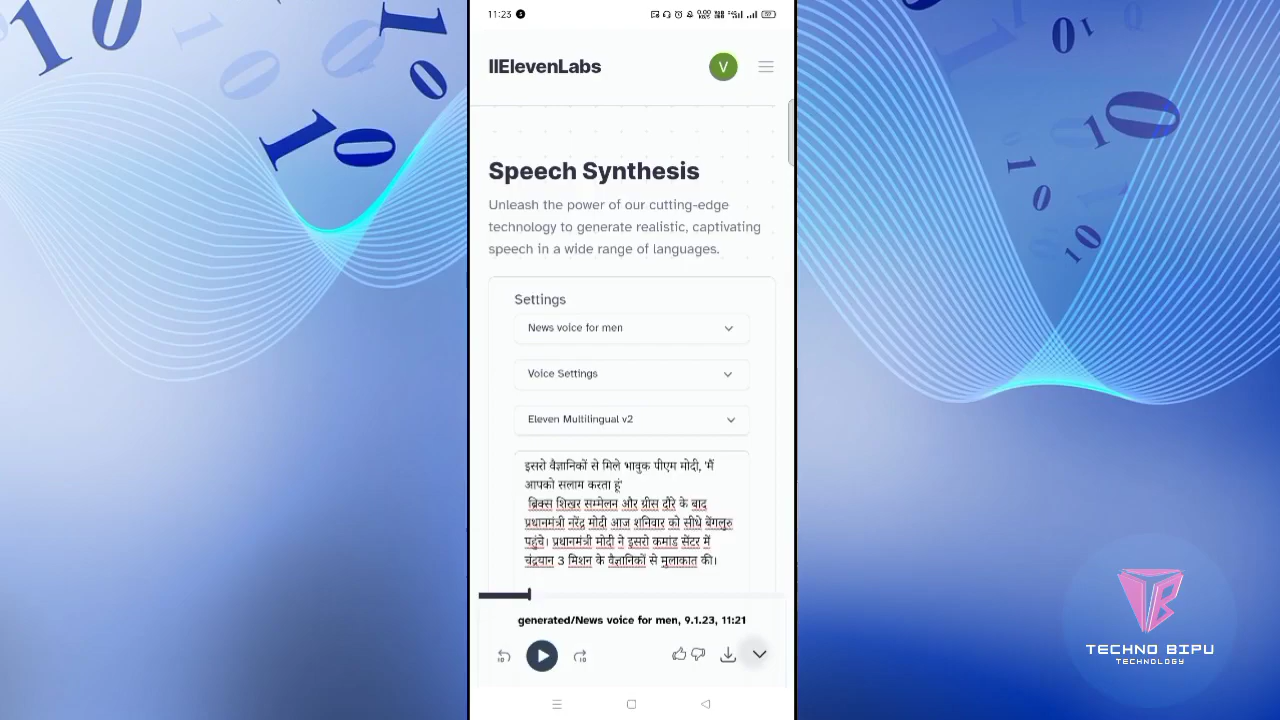 11:23
IIElevenLabs
V
Speech Synthesis
Unleash the power of our cutting-edge
technology to generate realistic, captivating
speech in a wide range of languages.
Settings
News voice for men
Voice Settings
Eleven Multilingual v2
इसरो वैज्ञानिकों से मिले भावुक पीएम मोदी, 'मैं
आपको सलाम करता हूं'
ब्रिक्स शिखर सम्मेलन और ग्रीस दौरे के बाद
प्रधानमंत्री नरेंद्र मोदी आज शनिवार को सीधे बेंगलुरु
पहुंचे। प्रधानमंत्री मोदी ने इसरो कमांड सेंटर में
चंद्रयान 3 मिशन के वैज्ञानिकों से मुलाकात की।
generated/News voice for men, 9.1.23, 11:21
10
10
TECHNO BIPU
TECHNOLOGY